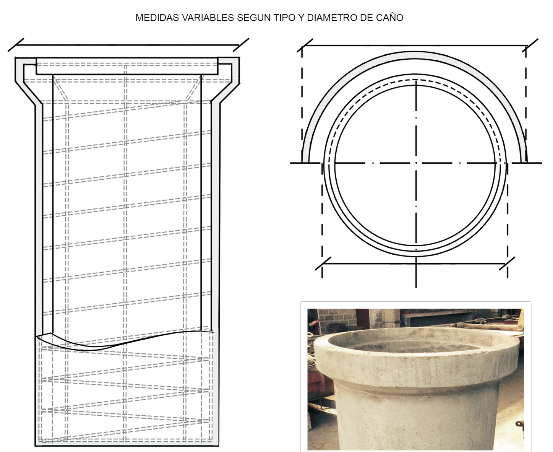 MEDIDAS VARIABLES SEGUN TIPO Y DIAMETRO DE CAÑO